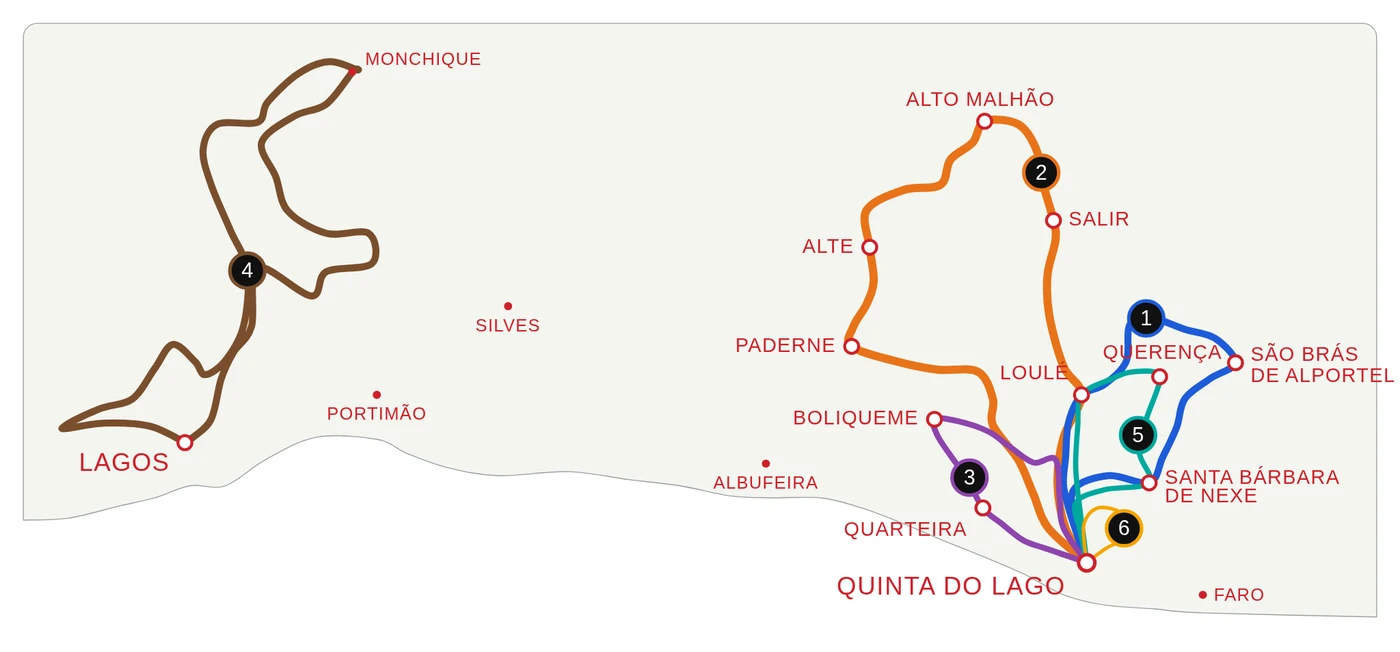 MONCHIQUE
ALTO MALHÃO
2
SALIR
ALTE
4
SILVES
1
PADERNE
QUERENÇA
SÃO BRÁS
DE ALPORTEL
LOULÉ
PORTIMÃO
BOLIQUEME
5
LAGOS
ALBUFEIRA
3
SANTA BÁRBARA
DE NEXE
QUARTEIRA
6
QUINTA DO LAGO
FARO